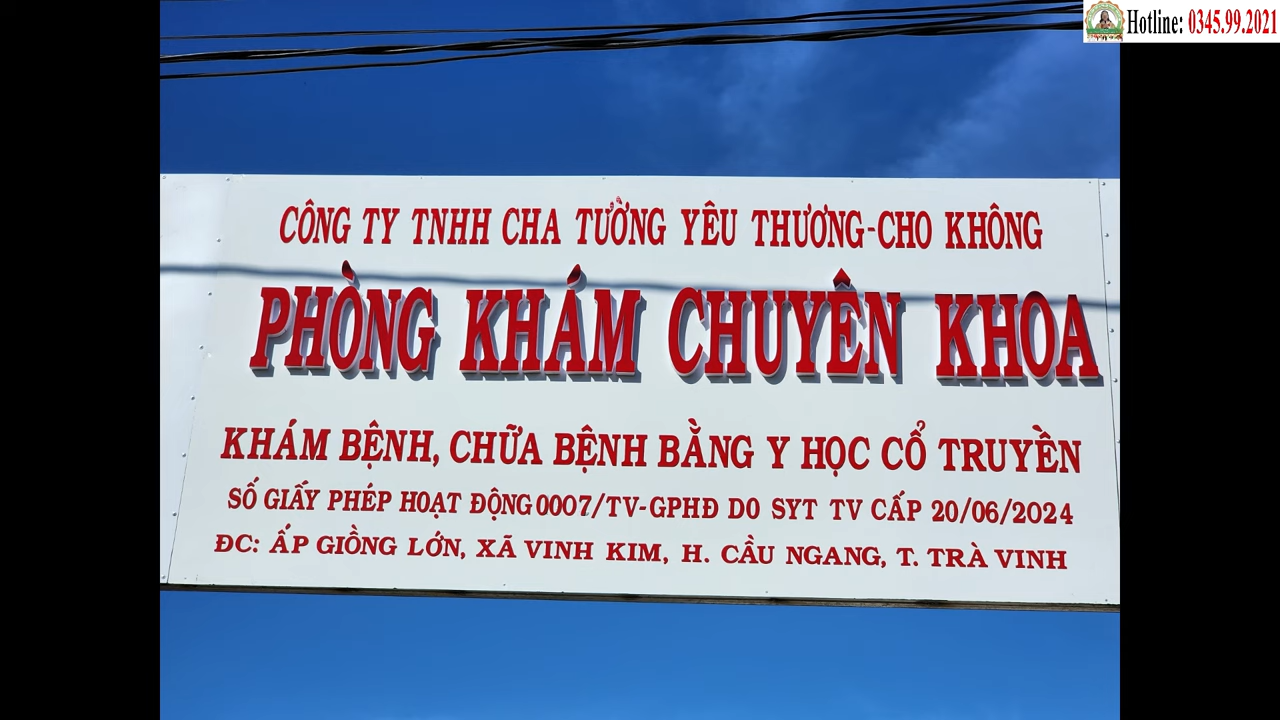 Hotline: 0345.99.2021
CÔNG TY TNHH CHA TƯỜNG YÊU THƯƠNG-CHO KHÔNG
PHÒNG KHÁM CHUYÊN KHOA
KHÁM BỆNH, CHỮA BỆNH BẰNG Y HỌC CỔ TRUYỀN
SỐ GIẤY PHÉP HOẠT ĐỘNG 0007/TV-GPHĐ DO SYT TV CẤP 20/06/2024
ĐC: ẤP GIỒNG LỚN, XÃ VINH KIM, H. CẦU NGANG, T. TRÀ VINH